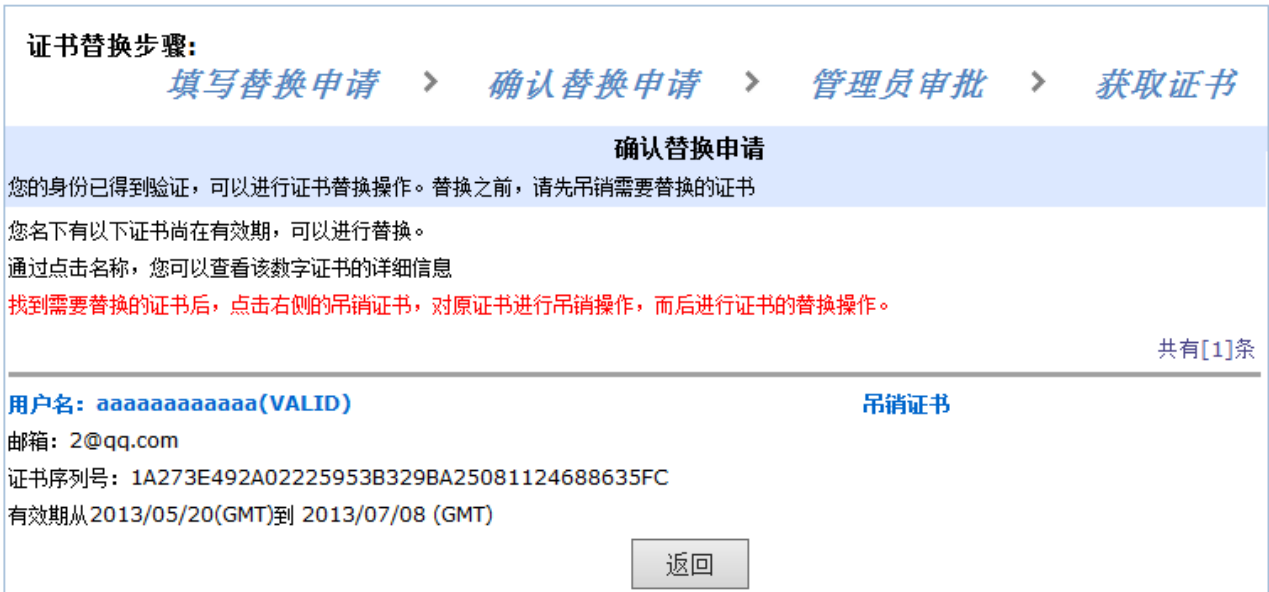 证书替换步骤:
填写替换申请 > 确认替换申请 > 管理员审批 > 获取证书
确认替换申请
您的身份已得到验证，可以进行证书替换操作。替换之前，请先吊销需要替换的证书
您名下有以下证书尚在有效期，可以进行替换。
通过点击名称，您可以查看该数字证书的详细信息
找到需要替换的证书后，点击右侧的吊销证书，对原证书进行吊销操作，而后进行证书的替换操作。
共有[1]条
用户名：aaaaaaaaaaaa(VALID) 吊销证书
邮箱：2@qq.com
证书序列号：1A273E492A02225953B329BA25081124688635FC
有效期从2013/05/20(GMT)到 2013/07/08 (GMT)
返回